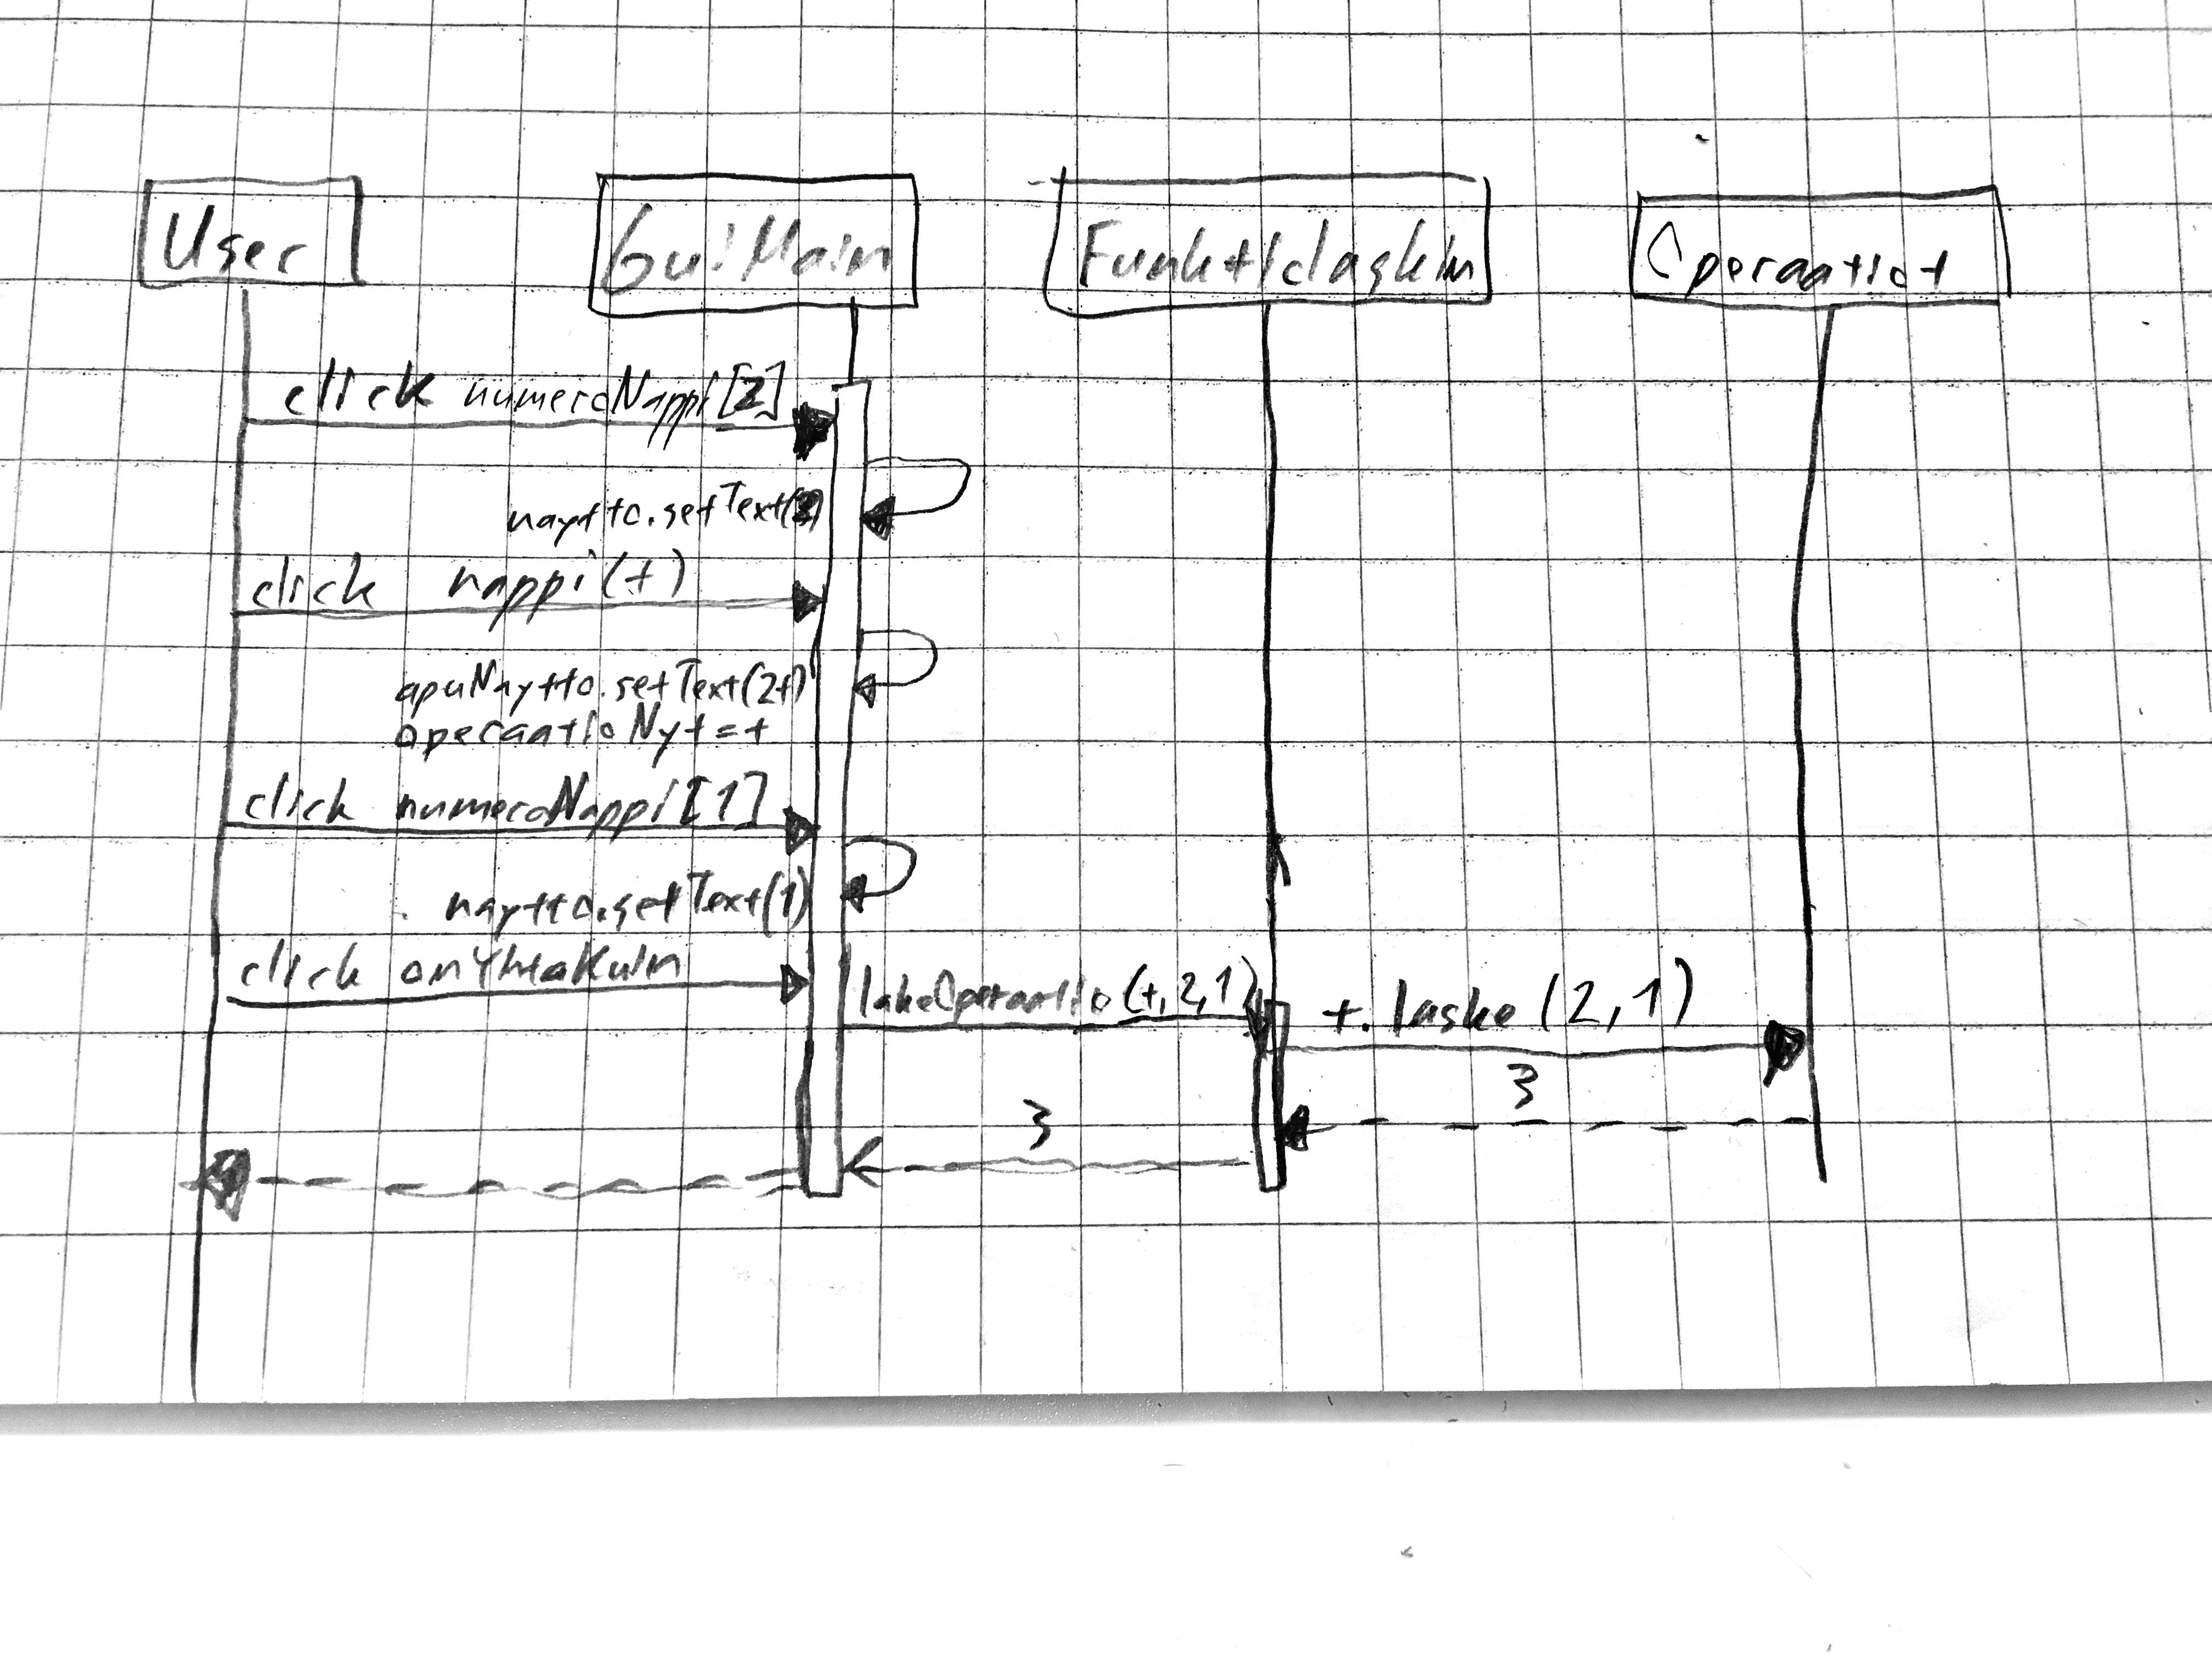 User
GuiMain
Funktiolaskin
Operaatiot
click numeroNappi[2]
naytto.setText(2)
click nappi(+)
apuNaytto.setText(2+)
operaatioNyt=+
click numeroNappi[1]
naytto.setText(1)
click onYhtaKuin
(+,2,1)
+.laske (2,1)
3
3